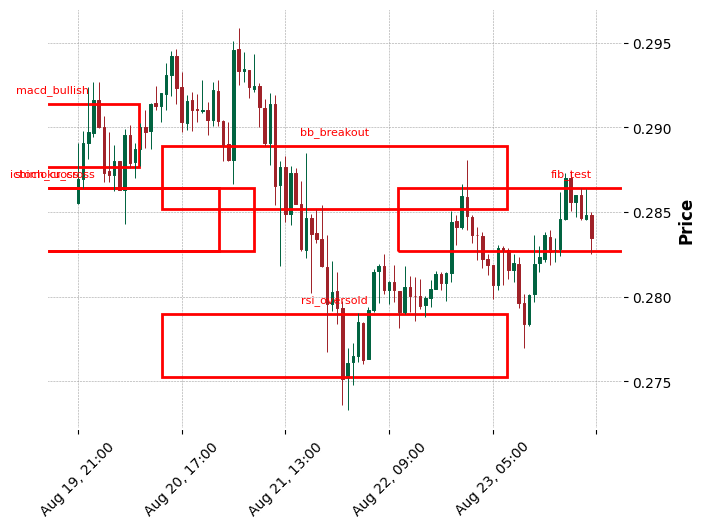 0.295
macd_bullish
0.290
bb_breakout
stoch_cross
fib_test
0.285
Price
0.280
rsi_oversold
0.275
Aug 19, 21:00
Aug 20, 17:00
Aug 21, 13:00
Aug 22, 09:00
Aug 23, 05:00